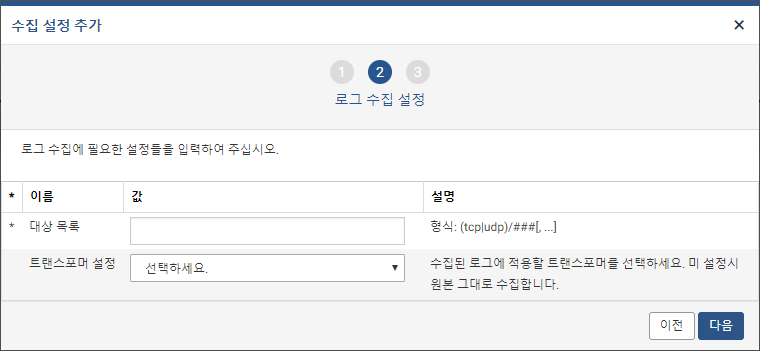 수집 설정 추가 ×
1 2 3
로그 수집 설정
로그 수집에 필요한 설정들을 입력하여 주십시오.
* 이름 값 설명
* 대상 목록 형식: (tcp|udp)/###[, ...]
트랜스포머 설정 선택하세요. ▼ 수집된 로그에 적용할 트랜스포머를 선택하세요. 미 설정시
원본 그대로 수집합니다.
이전 다음